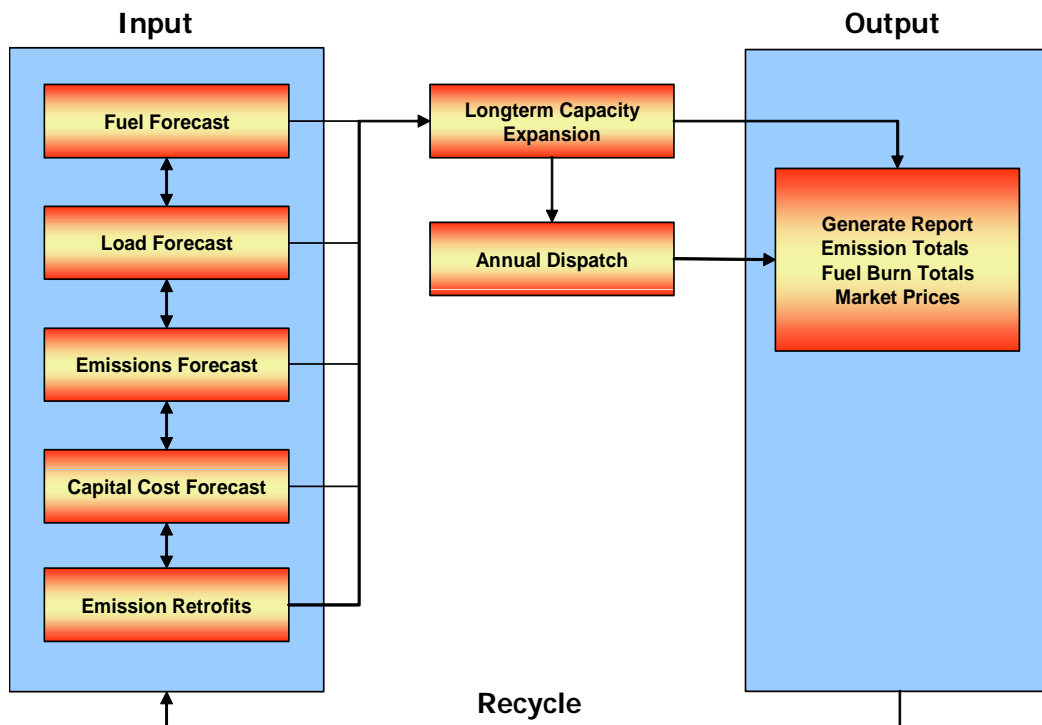 Input
Output
Fuel Forecast
Load Forecast
Emissions Forecast
Capital Cost Forecast
Emission Retrofits
Longterm Capacity
Expansion
Annual Dispatch
Generate Report
Emission Totals
Fuel Burn Totals
Market Prices
Recycle